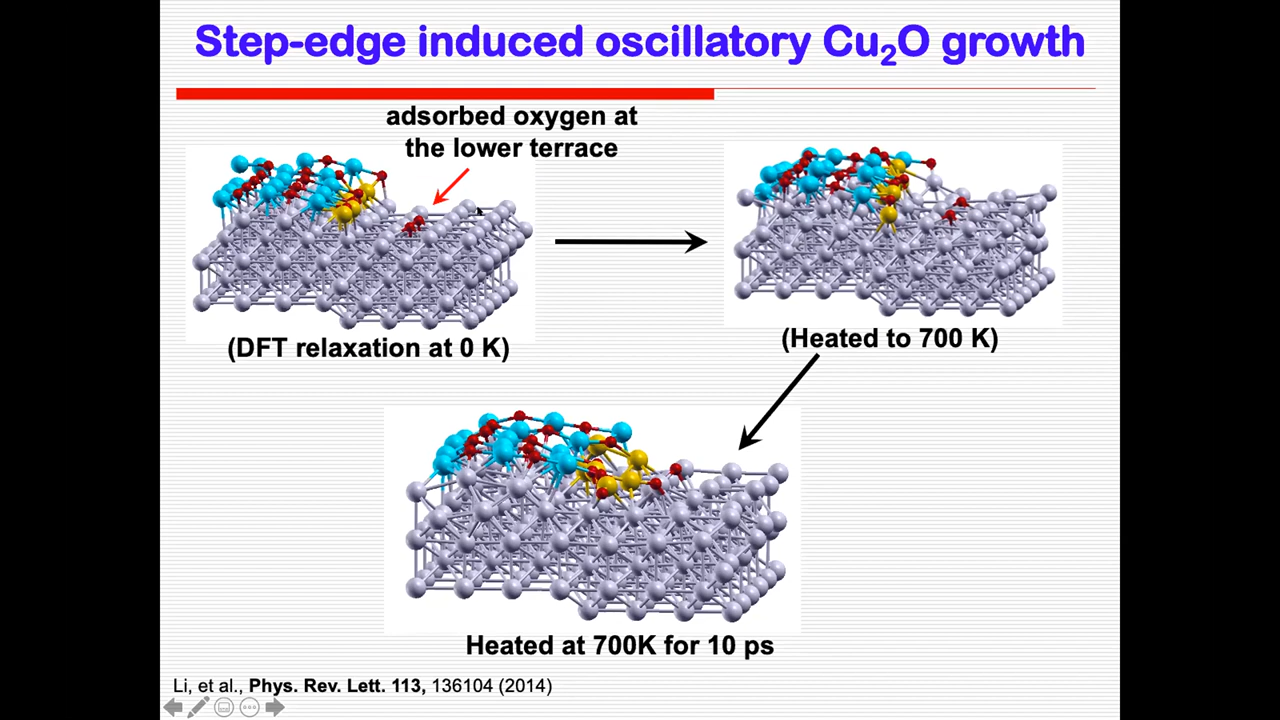 Step-edge induced oscillatory Cu₂O growth
adsorbed oxygen at
the lower terrace
(DFT relaxation at 0 K)
(Heated to 700 K)
Heated at 700K for 10 ps
Li, et al., Phys. Rev. Lett. 113, 136104 (2014)